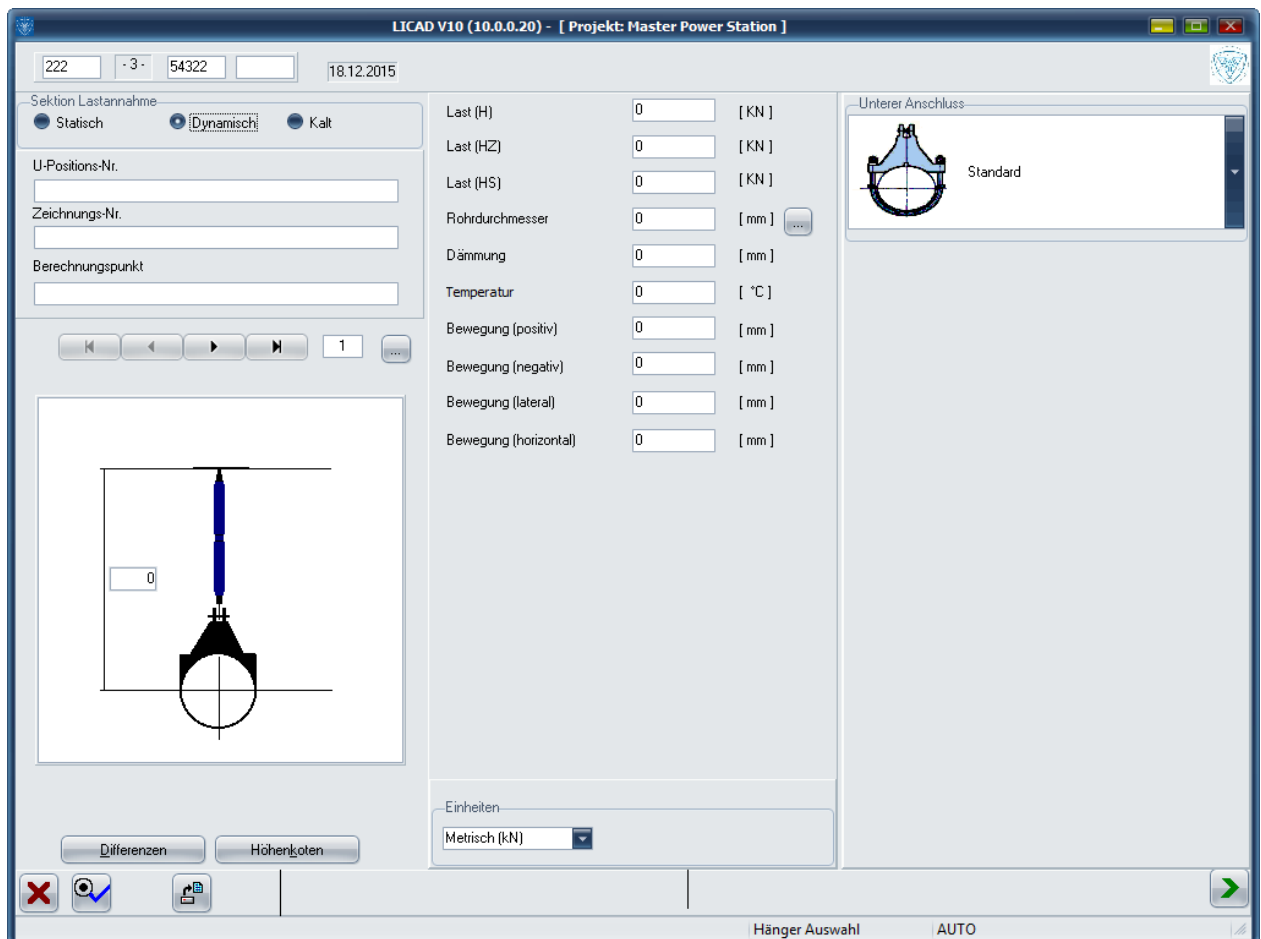 LICAD V10 (10.0.0.20) - [ Projekt: Master Power Station ]
222 - 3 - 54322 18.12.2015
Sektion Lastannahme
Statisch Dynamisch Kalt
U-Positions-Nr.
Zeichnungs-Nr.
Berechnungspunkt
1 ...
0
Differenzen Höhenkoten
Last (H) 0 [ KN ]
Last (HZ) 0 [ KN ]
Last (HS) 0 [ KN ]
Rohrdurchmesser 0 [ mm ] ...
Dämmung 0 [ mm ]
Temperatur 0 [ °C ]
Bewegung (positiv) 0 [ mm ]
Bewegung (negativ) 0 [ mm ]
Bewegung (lateral) 0 [ mm ]
Bewegung (horizontal) 0 [ mm ]
Einheiten
Metrisch (kN)
Unterer Anschluss
Standard
Hänger Auswahl AUTO